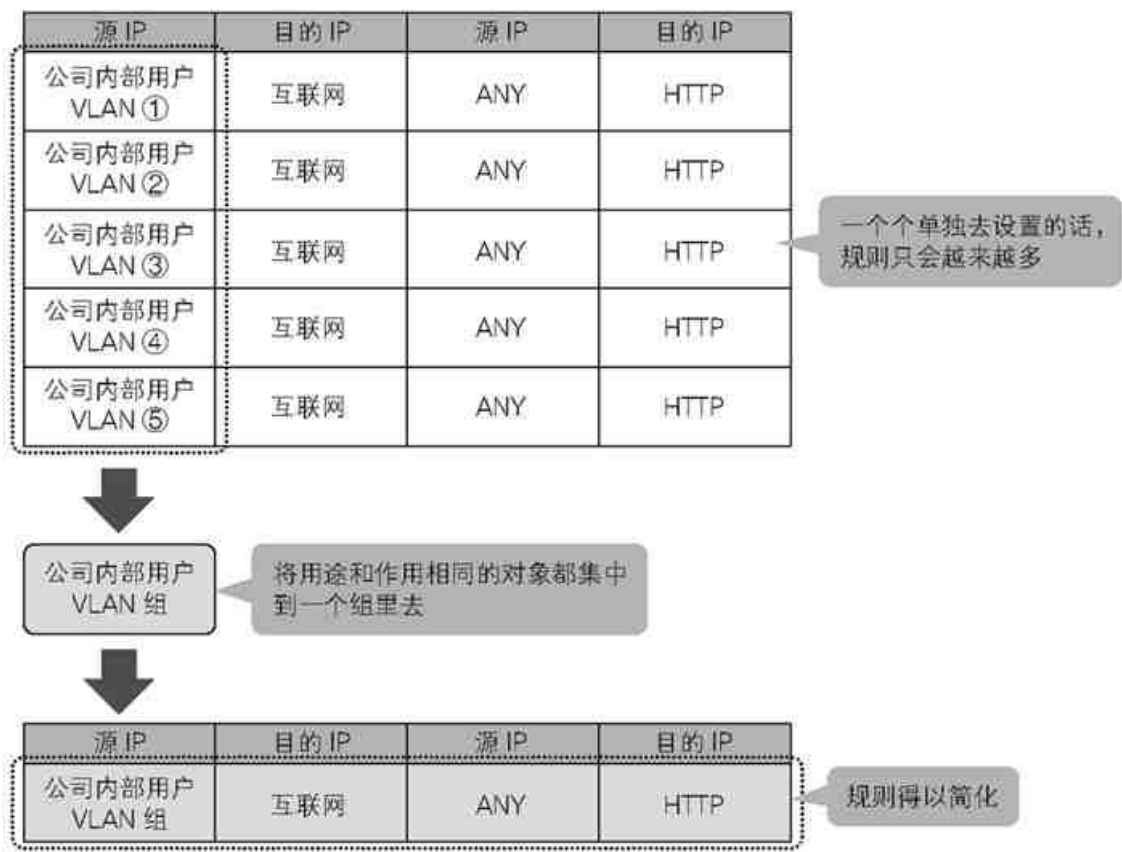 源 IP 目的 IP 源 IP 目的 IP
公司内部用户
VLAN ① 互联网 ANY HTTP
公司内部用户
VLAN ② 互联网 ANY HTTP
公司内部用户
VLAN ③ 互联网 ANY HTTP
一个个单独去设置的话，
规则只会越来越多
公司内部用户
VLAN ④ 互联网 ANY HTTP
公司内部用户
VLAN ⑤ 互联网 ANY HTTP
公司内部用户
VLAN 组
将用途和作用相同的对象都集中
到一个组里去
源 IP 目的 IP 源 IP 目的 IP
公司内部用户
VLAN 组 互联网 ANY HTTP
规则得以简化